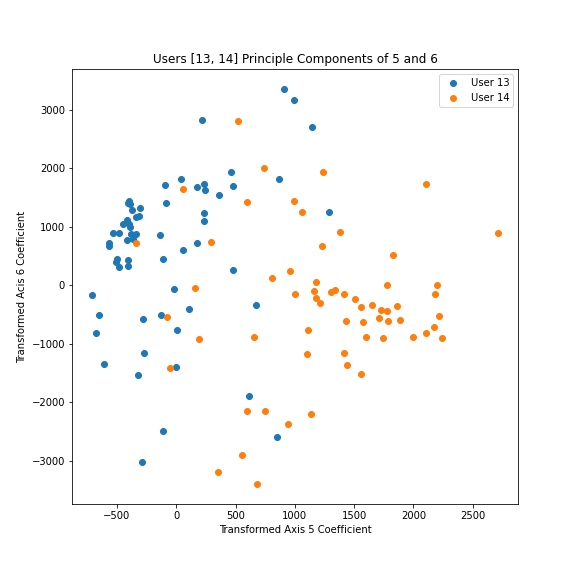 Users [13, 14] Principle Components of 5 and 6
User 13
User 14
3000
2000
1000
0
−1000
−2000
−3000
Transformed Acis 6 Coefficient
−500
0
500
1000
1500
2000
2500
Transformed Axis 5 Coefficient